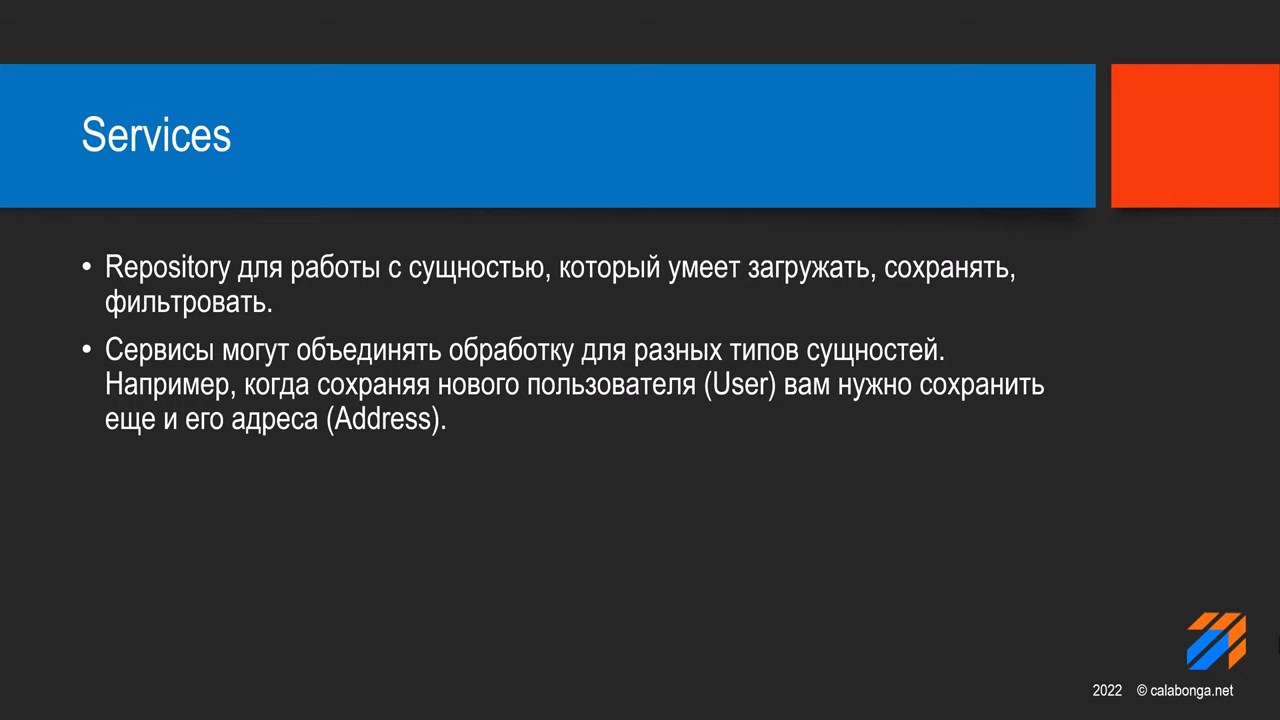 Services
• Repository для работы с сущностью, который умеет загружать, сохранять,
фильтровать.
• Сервисы могут объединять обработку для разных типов сущностей.
Например, когда сохраняя нового пользователя (User) вам нужно сохранить
еще и его адреса (Address).
2022 © calabonga.net